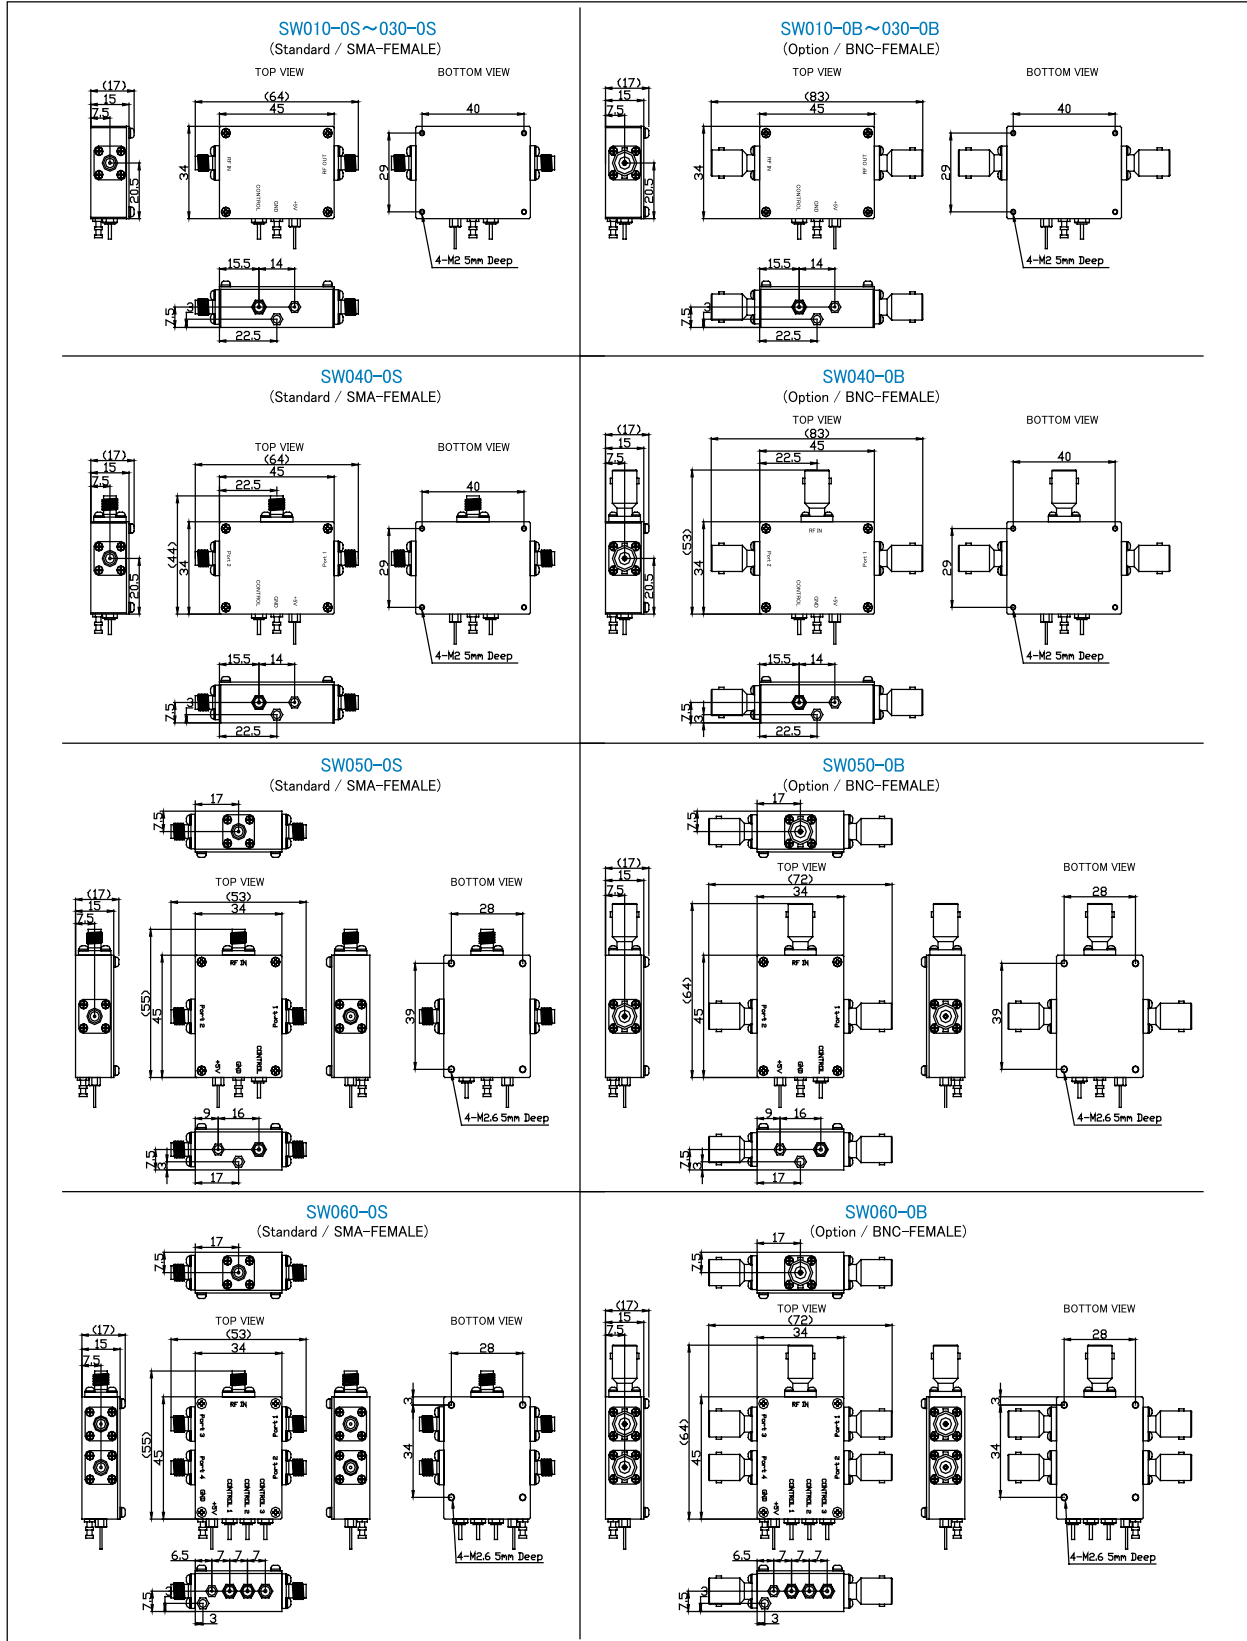 SW010-0S～030-0S
(Standard / SMA-FEMALE)
TOP VIEW
BOTTOM VIEW
(17)
15
7.5
20.5
(64)
45
34
RF IN
RF OUT
CONTROL
GND
+5V
40
29
4-M2 5mm Deep
15.5
14
7.5
3
22.5
SW010-0B～030-0B
(Option / BNC-FEMALE)
TOP VIEW
BOTTOM VIEW
(17)
15
7.5
20.5
(83)
45
34
RF IN
RF OUT
CONTROL
GND
+5V
40
29
4-M2 5mm Deep
15.5
14
7.5
3
22.5
SW040-0S
(Standard / SMA-FEMALE)
TOP VIEW
BOTTOM VIEW
(17)
15
7.5
20.5
(64)
45
22.5
(44)
34
Port 2
Port 1
CONTROL
GND
+5V
40
29
4-M2 5mm Deep
15.5
14
7.5
3
22.5
SW040-0B
(Option / BNC-FEMALE)
TOP VIEW
BOTTOM VIEW
(17)
15
7.5
20.5
(83)
45
22.5
(53)
34
RF IN
Port 2
Port 1
CONTROL
GND
+5V
40
29
4-M2 5mm Deep
15.5
14
7.5
3
22.5
SW050-0S
(Standard / SMA-FEMALE)
17
7.5
TOP VIEW
BOTTOM VIEW
(17)
15
7.5
(53)
34
(55)
45
RF IN
Port 2
Port 1
+5V
GND
CONTROL
28
39
4-M2.6 5mm Deep
9
16
7.5
3
17
SW050-0B
(Option / BNC-FEMALE)
17
7.5
TOP VIEW
BOTTOM VIEW
(17)
15
7.5
(72)
34
(64)
45
RF IN
Port 2
Port 1
+5V
GND
CONTROL
28
39
4-M2.6 5mm Deep
9
16
7.5
3
17
SW060-0S
(Standard / SMA-FEMALE)
17
7.5
TOP VIEW
BOTTOM VIEW
(17)
15
7.5
(53)
34
(55)
45
RF IN
Port 3
Port 1
Port 4
Port 2
GND
+5V
CONTROL 1
CONTROL 2
CONTROL 3
28
3
34
4-M2.6 5mm Deep
6.5
7
7
7
7.5
3
3
SW060-0B
(Option / BNC-FEMALE)
17
7.5
TOP VIEW
BOTTOM VIEW
(17)
15
7.5
(72)
34
(64)
45
RF IN
Port 3
Port 1
Port 4
Port 2
GND
+5V
CONTROL 1
CONTROL 2
CONTROL 3
28
3
34
4-M2.6 5mm Deep
6.5
7
7
7
7.5
3
3